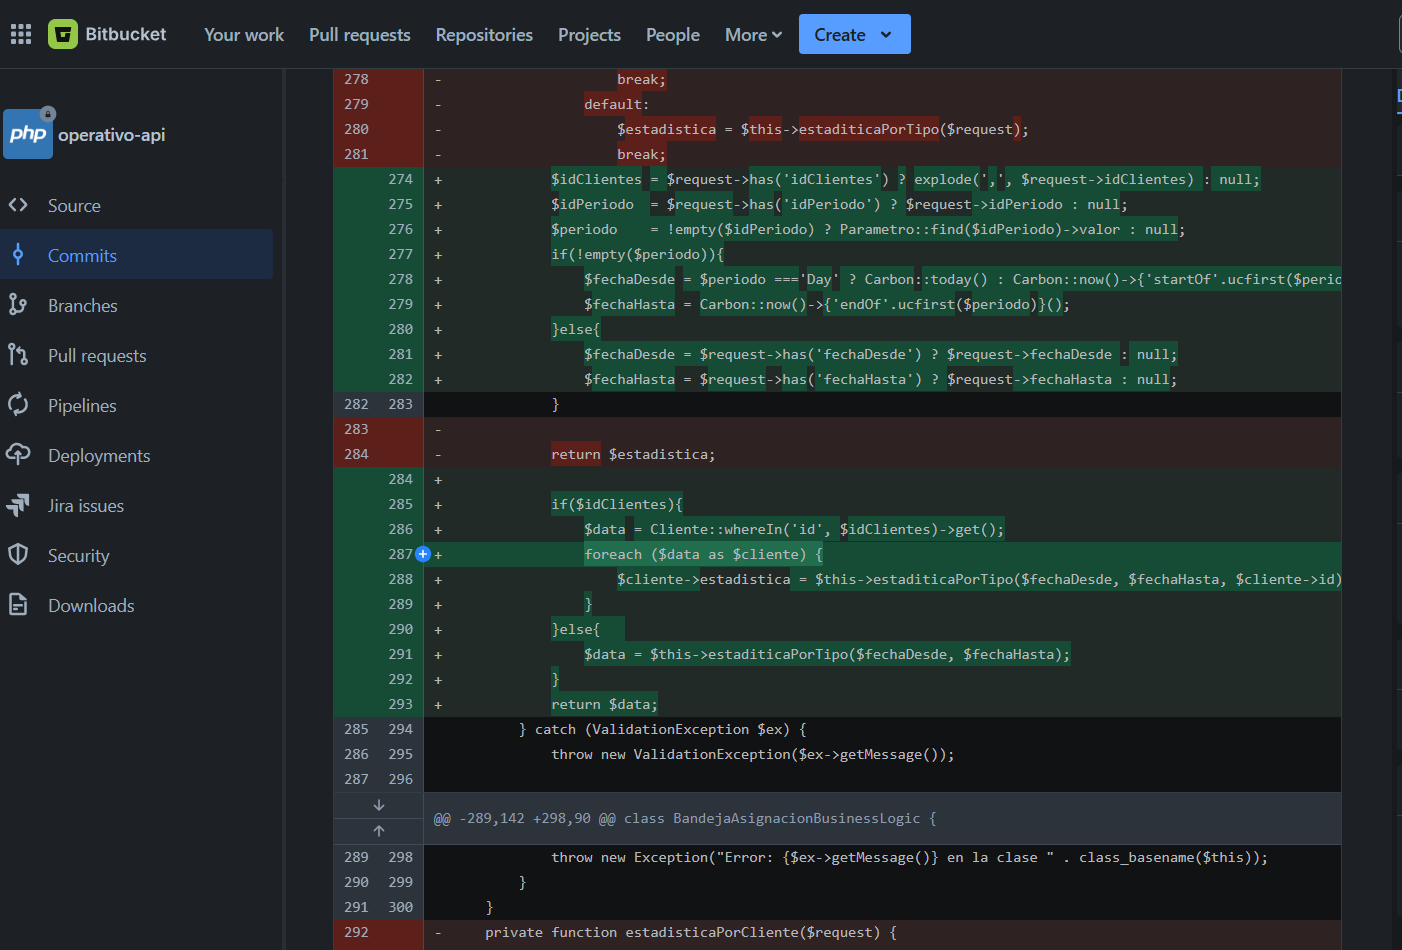 Bitbucket Your work Pull requests Repositories Projects People More Create
php operativo-api
Source
Commits
Branches
Pull requests
Pipelines
Deployments
Jira issues
Security
Downloads
278 - break;
279 - default:
280 - $estadistica = $this->estaditicaPorTipo($request);
281 - break;
274 + $idClientes = $request->has('idClientes') ? explode(',', $request->idClientes) : null;
275 + $idPeriodo = $request->has('idPeriodo') ? $request->idPeriodo : null;
276 + $periodo = !empty($idPeriodo) ? Parametro::find($idPeriodo)->valor : null;
277 + if(!empty($periodo)){
278 + $fechaDesde = $periodo ==='Day' ? Carbon::today() : Carbon::now()->{'startOf'.ucfirst($perio
279 + $fechaHasta = Carbon::now()->{'endOf'.ucfirst($periodo)}();
280 + }else{
281 + $fechaDesde = $request->has('fechaDesde') ? $request->fechaDesde : null;
282 + $fechaHasta = $request->has('fechaHasta') ? $request->fechaHasta : null;
282 283 }
283 -
284 - return $estadistica;
284 +
285 + if($idClientes){
286 + $data = Cliente::whereIn('id', $idClientes)->get();
287 + foreach ($data as $cliente) {
288 + $cliente->estadistica = $this->estaditicaPorTipo($fechaDesde, $fechaHasta, $cliente->id)
289 + }
290 + }else{
291 + $data = $this->estaditicaPorTipo($fechaDesde, $fechaHasta);
292 + }
293 + return $data;
285 294 } catch (ValidationException $ex) {
286 295 throw new ValidationException($ex->getMessage());
287 296
@@ -289,142 +298,90 @@ class BandejaAsignacionBusinessLogic {
289 298 throw new Exception("Error: {$ex->getMessage()} en la clase " . class_basename($this));
290 299 }
291 300 }
292 - private function estadisticaPorCliente($request) {